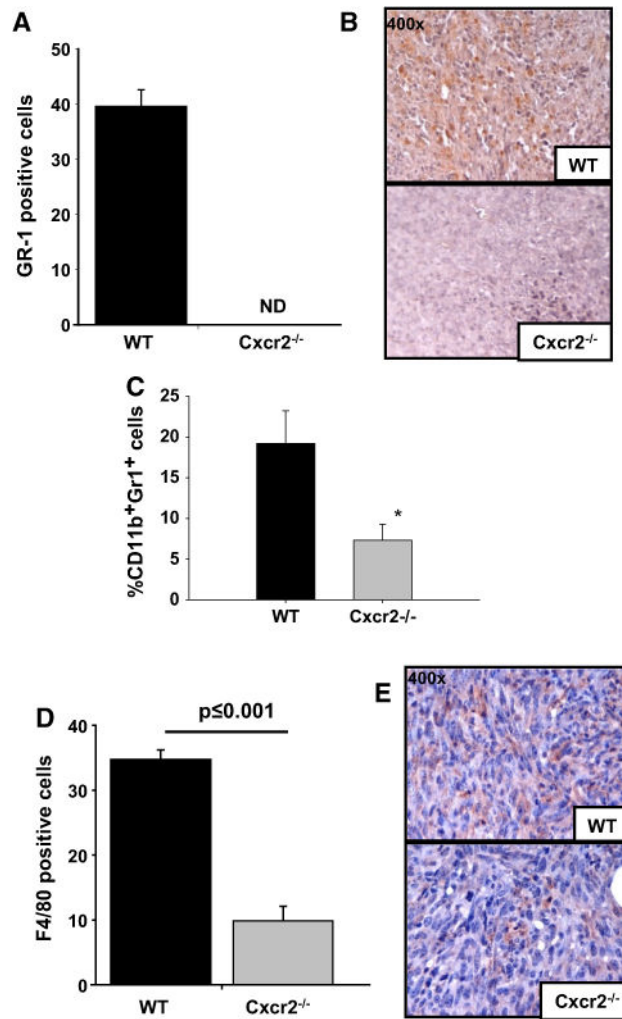 A
GR-1 positive cells
50
40
30
20
10
0
ND
WT
Cxcr2-/-
B
400x
WT
Cxcr2-/-
C
%CD11b+Gr1+ cells
25
20
15
10
5
0
*
WT
Cxcr2-/-
D
F4/80 positive cells
40
30
20
10
0
p≤0.001
WT
Cxcr2-/-
E
400x
WT
Cxcr2-/-